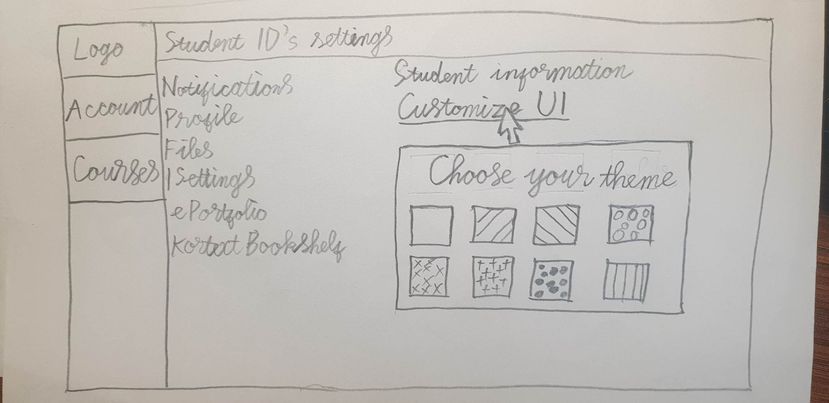 Logo
Student ID's settings
Account
Courses
Notifications
Profile
Files
|Settings
ePortfolio
Bookshelf
Student information
Customize UI
Choose your theme